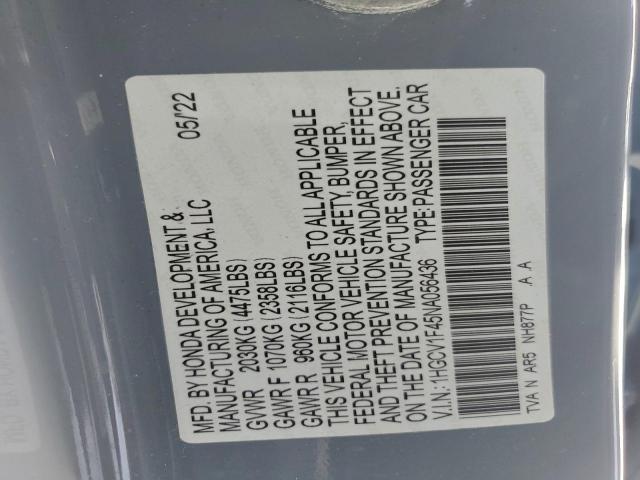 MFD. BY HONDA DEVELOPMENT &
MANUFACTURING OF AMERICA, LLC 05/22
GVWR 2030KG(4475LBS)
GAWR F 1070KG(2358LBS)
GAWR R 960KG(2116LBS)
THIS VEHICLE CONFORMS TO ALL APPLICABLE
FEDERAL MOTOR VEHICLE SAFETY, BUMPER,
AND THEFT PREVENTION STANDARDS IN EFFECT
ON THE DATE OF MANUFACTURE SHOWN ABOVE.
V.I.N:1HGCV1F45NA056436 TYPE:PASSENGER CAR
TVA N AR5 NH877P A A